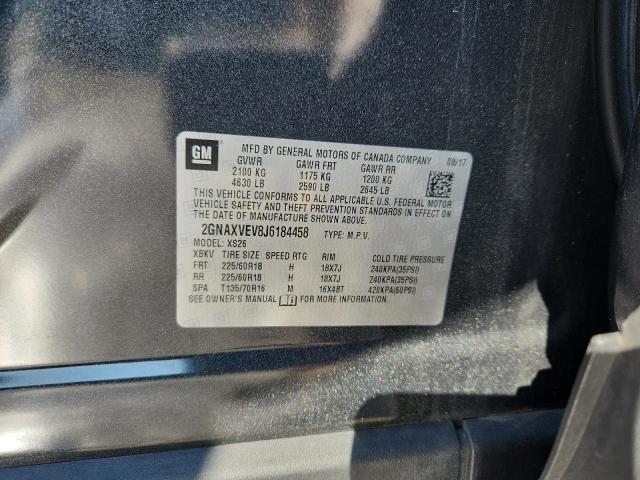 GM
MFD BY GENERAL MOTORS OF CANADA COMPANY 08/17
GVWR GAWR FRT GAWR RR
2100 KG 1175 KG 1200 KG
4630 LB 2590 LB 2645 LB
THIS VEHICLE CONFORMS TO ALL APPLICABLE U.S. FEDERAL MOTOR
VEHICLE SAFETY AND THEFT PREVENTION STANDARDS IN EFFECT ON
THE DATE OF MANUFACTURE SHOWN ABOVE.
2GNAXVEV8J6184458 TYPE: M.P.V.
MODEL: XS26
XBKV TIRE SIZE SPEED RTG RIM COLD TIRE PRESSURE
FRT 225/60R18 H 18X7J 240KPA(35PSI)
RR 225/60R18 H 18X7J 240KPA(35PSI)
SPA T135/70R16 M 16X4BT 420KPA(60PSI)
SEE OWNER'S MANUAL FOR MORE INFORMATION.